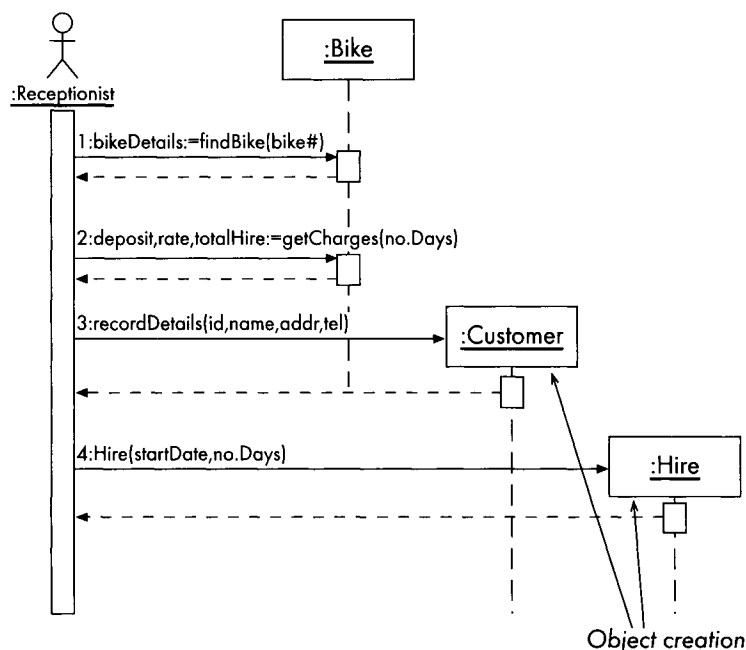 :Bike
:Receptionist
1:bikeDetails:=findBike(bike#)
2:deposit,rate,totalHire:=getCharges(no.Days)
3:recordDetails(id,name,addr,tel)
:Customer
4:Hire(startDate,no.Days)
:Hire
Object creation